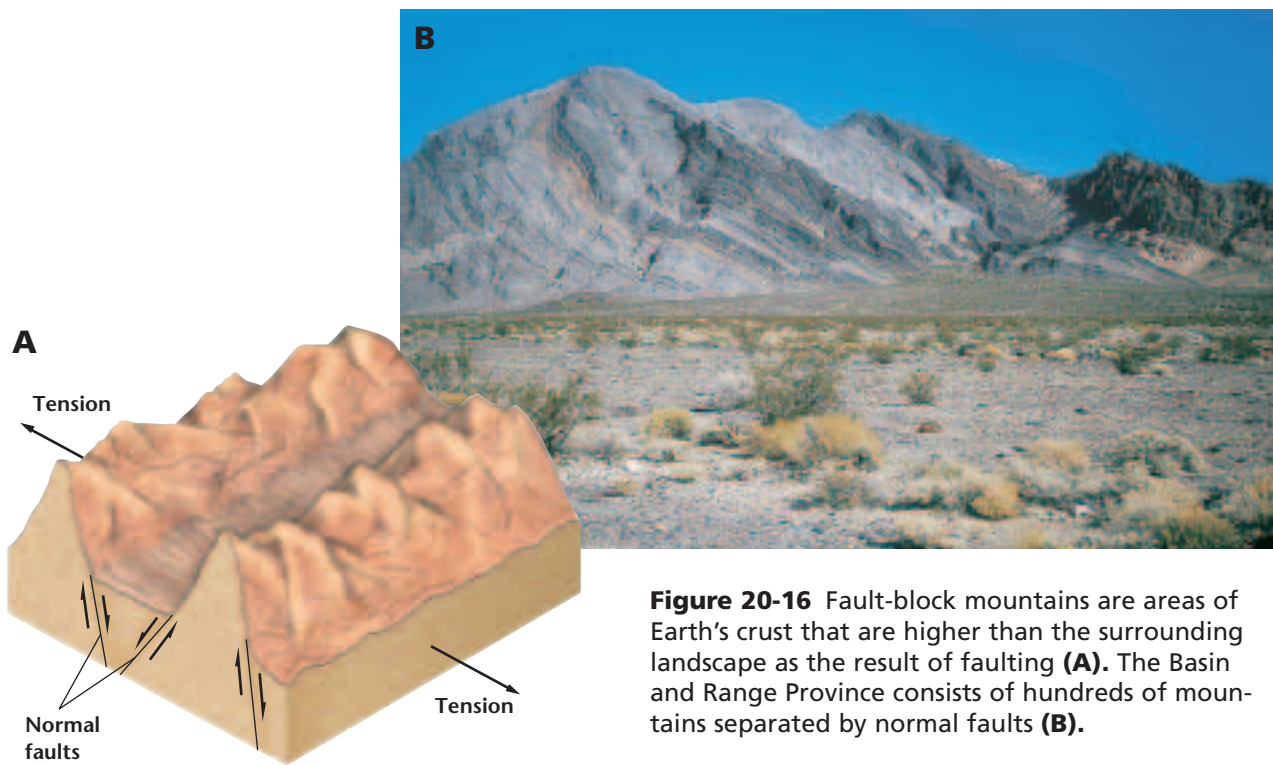 B
A
Tension
Tension
Normal
faults
Figure 20-16 Fault-block mountains are areas of
Earth's crust that are higher than the surrounding
landscape as the result of faulting (A). The Basin
and Range Province consists of hundreds of moun-
tains separated by normal faults (B).